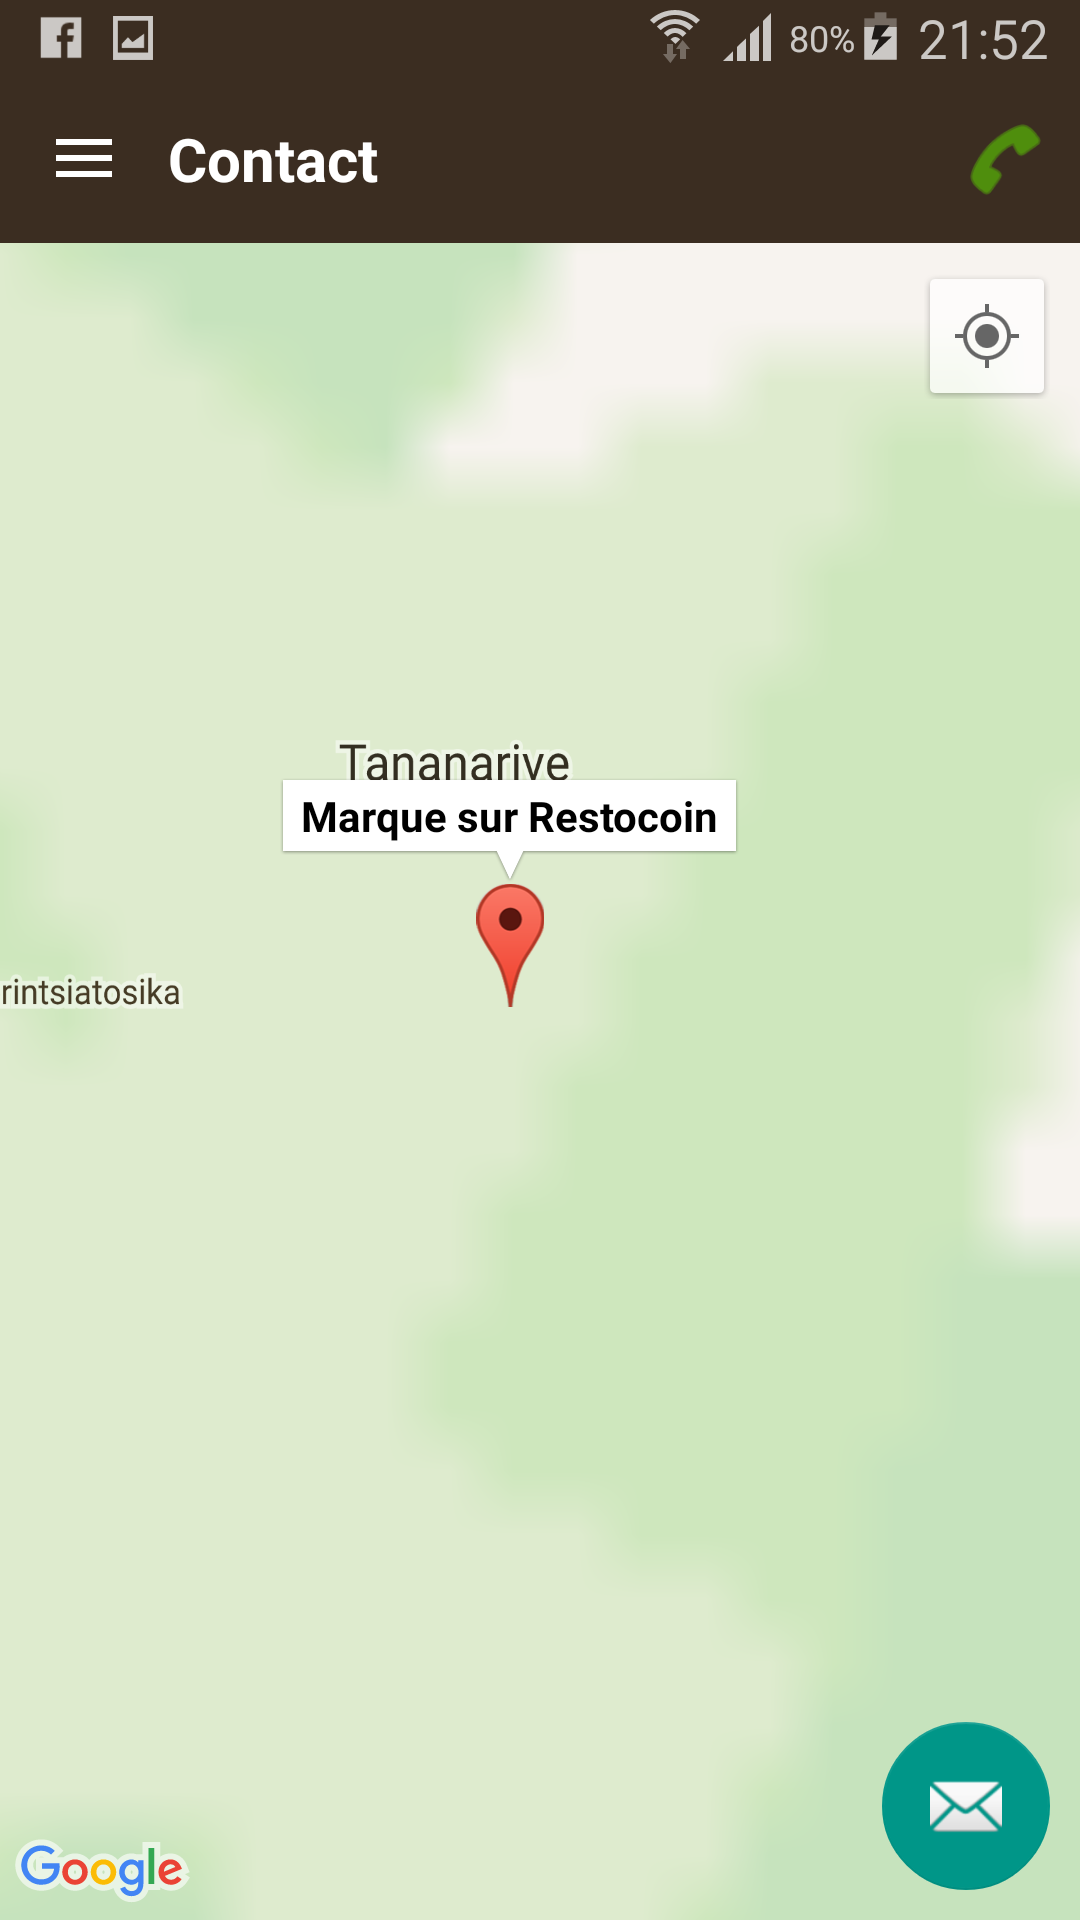 80% 21:52
Contact
Tananarive
Marque sur Restocoin
rintsiatosika
Google